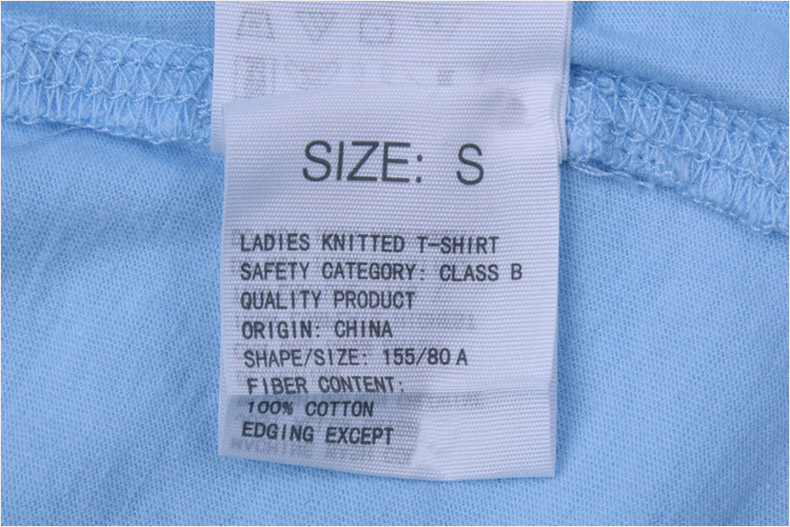 SIZE: S
LADIES KNITTED T-SHIRT
SAFETY CATEGORY: CLASS B
QUALITY PRODUCT
ORIGIN: CHINA
SHAPE/SIZE: 155/80 A
FIBER CONTENT:
100% COTTON
EDGING EXCEPT